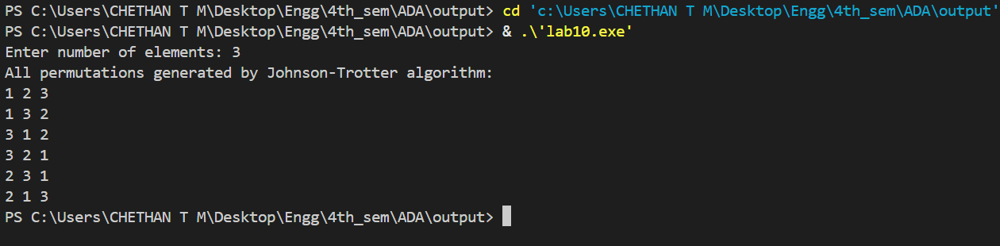 PS C:\Users\CHETHAN T M\Desktop\Engg\4th_sem\ADA\output> cd 'c:\Users\CHETHAN T M\Desktop\Engg\4th_sem\ADA\output'
PS C:\Users\CHETHAN T M\Desktop\Engg\4th_sem\ADA\output> & .\'lab10.exe'
Enter number of elements: 3
All permutations generated by Johnson-Trotter algorithm:
1 2 3
1 3 2
3 1 2
3 2 1
2 3 1
2 1 3
PS C:\Users\CHETHAN T M\Desktop\Engg\4th_sem\ADA\output>